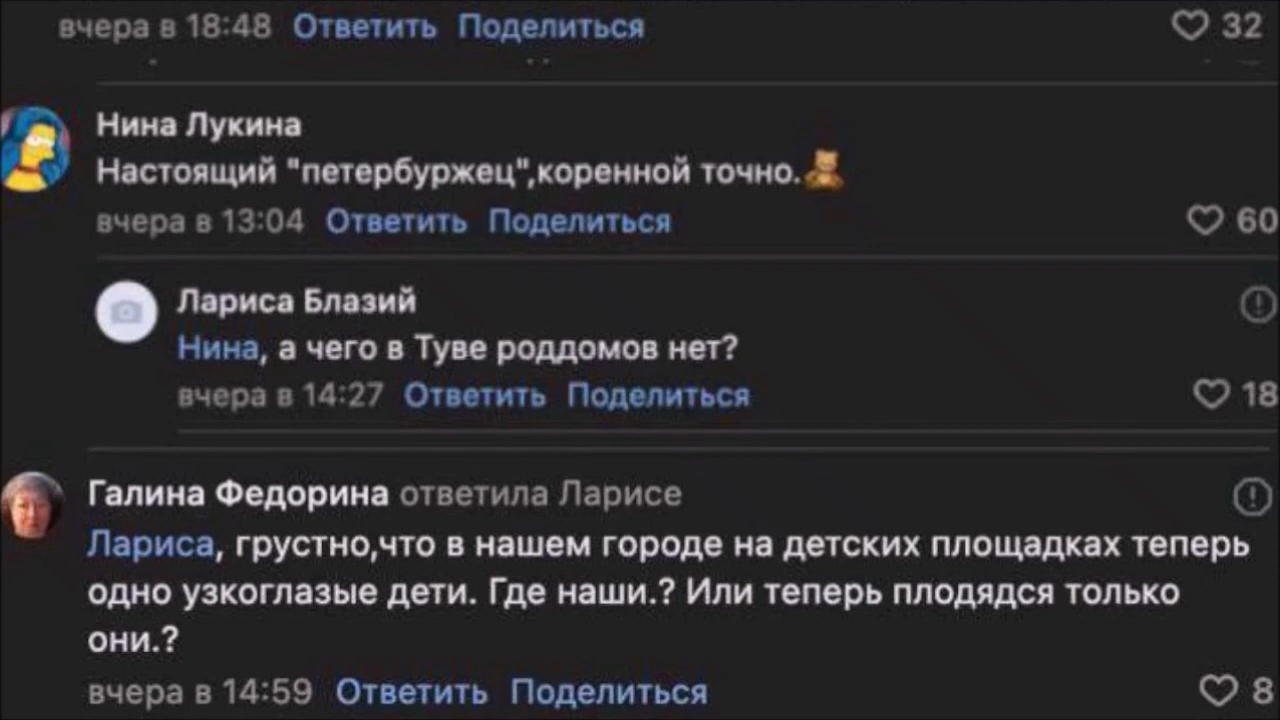 вчера в 18:48 Ответить Поделиться 32
Нина Лукина
Настоящий "петербуржец",коренной точно.🧸
вчера в 13:04 Ответить Поделиться 60
Лариса Блазий
Нина, а чего в Туве роддомов нет?
вчера в 14:27 Ответить Поделиться 18
Галина Федорина ответила Ларисе
Лариса, грустно,что в нашем городе на детских площадках теперь
одно узкоглазые дети. Где наши.? Или теперь плодядся только
они.?
вчера в 14:59 Ответить Поделиться 8